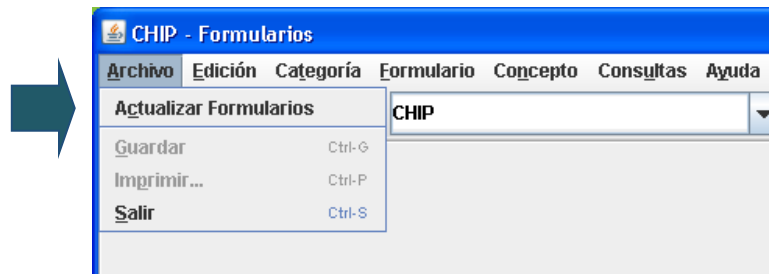 CHIP - Formularios
Archivo Edición Categoría Formulario Concepto Consultas Ayuda
Actualizar Formularios
CHIP
Guardar Ctrl-G
Imprimir... Ctrl-P
Salir Ctrl-S